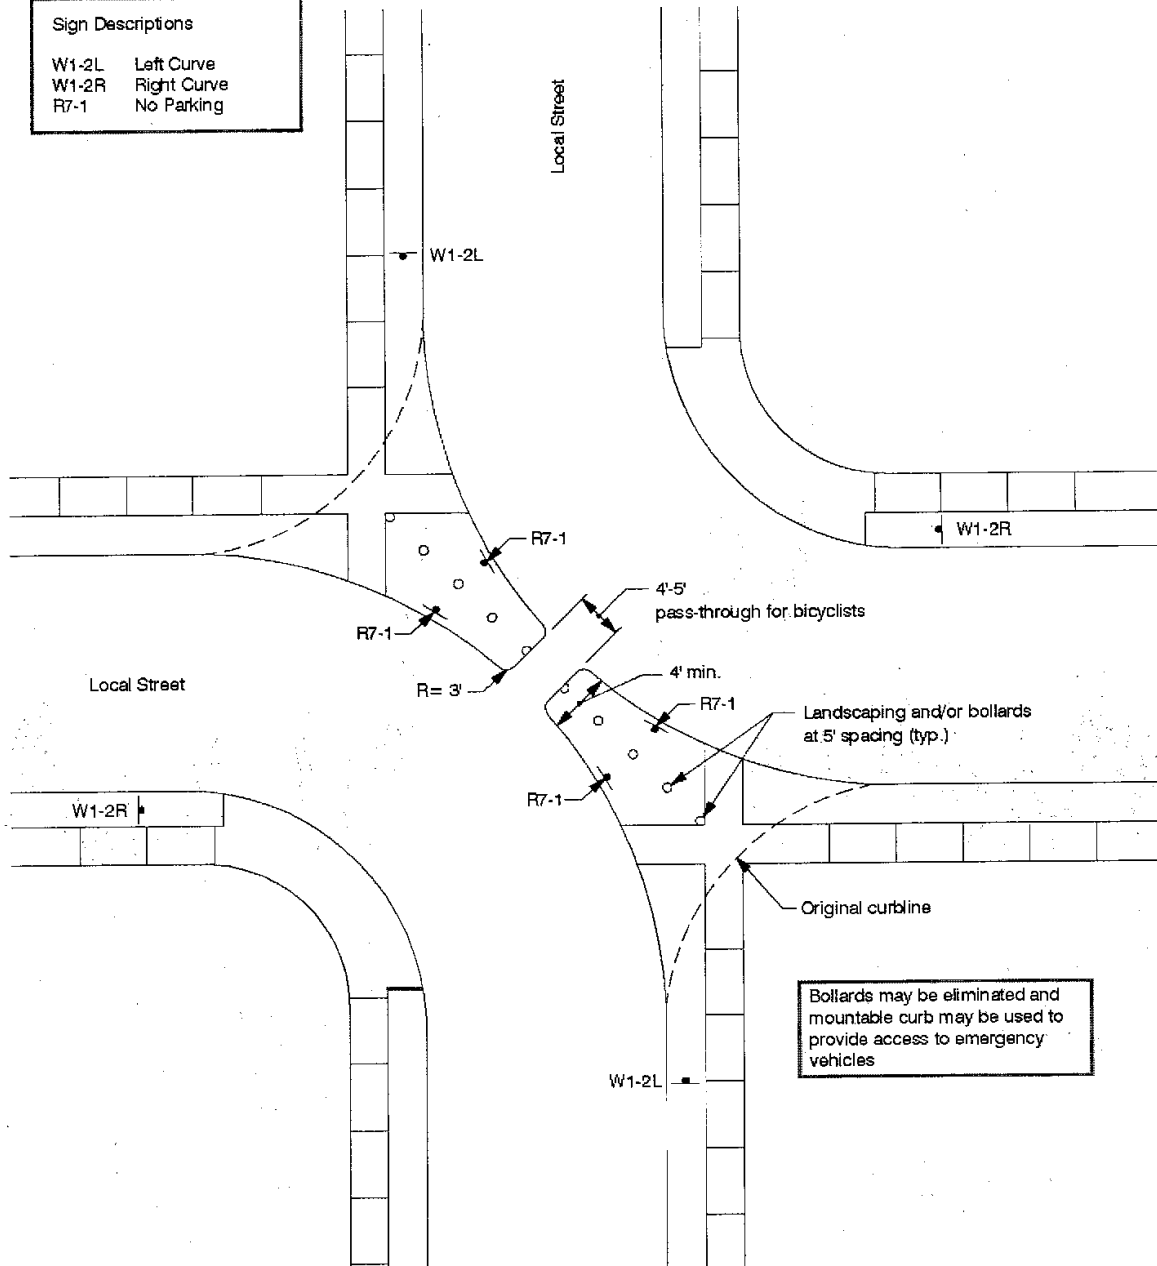 Sign Descriptions
W1-2L Left Curve
W1-2R Right Curve
R7-1 No Parking
Local Street
W1-2L
R7-1
W1-2R
4'-5'
pass-through for bicyclists
R7-1
R= 3'
Local Street
4' min.
R7-1
Landscaping and/or bollards
at 5' spacing (typ.)
R7-1
W1-2R
Original curbline
Bollards may be eliminated and
mountable curb may be used to
provide access to emergency
vehicles
W1-2L